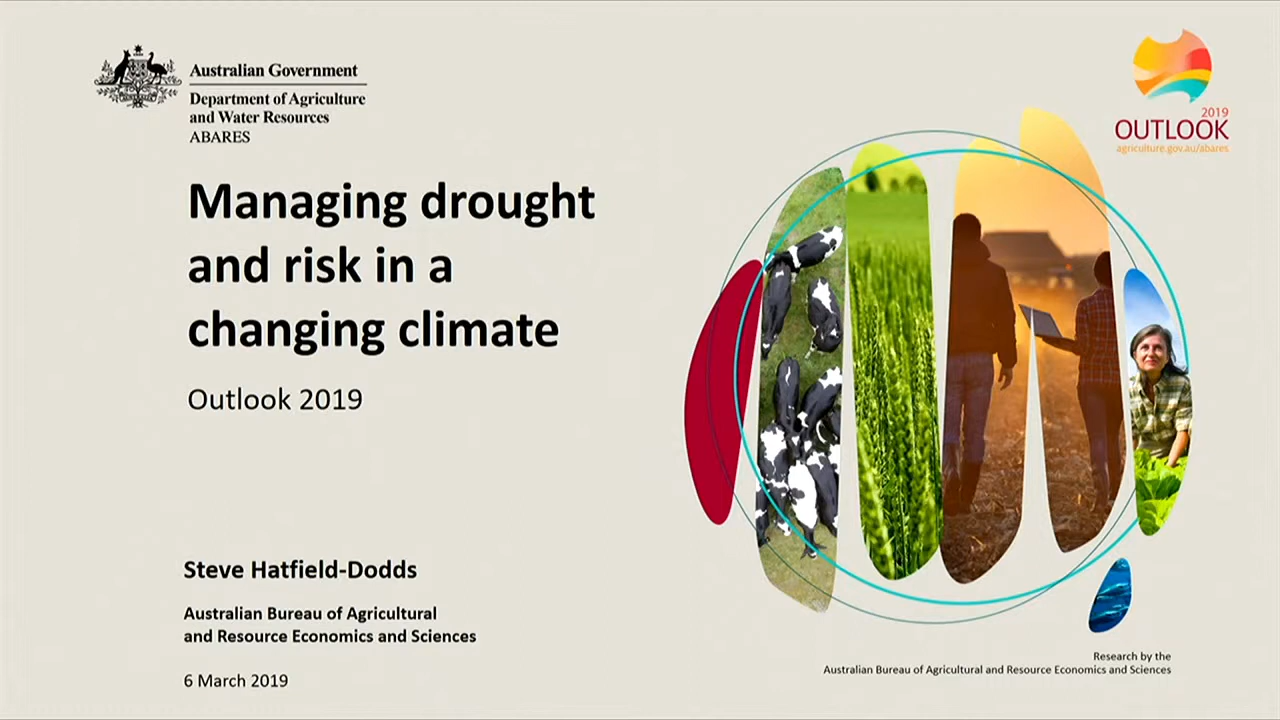 Australian Government
Department of Agriculture
and Water Resources
ABARES
2019
OUTLOOK
agriculture.gov.au/abares
Managing drought
and risk in a
changing climate
Outlook 2019
Steve Hatfield-Dodds
Australian Bureau of Agricultural
and Resource Economics and Sciences
6 March 2019
Research by the
Australian Bureau of Agricultural and Resource Economics and Sciences